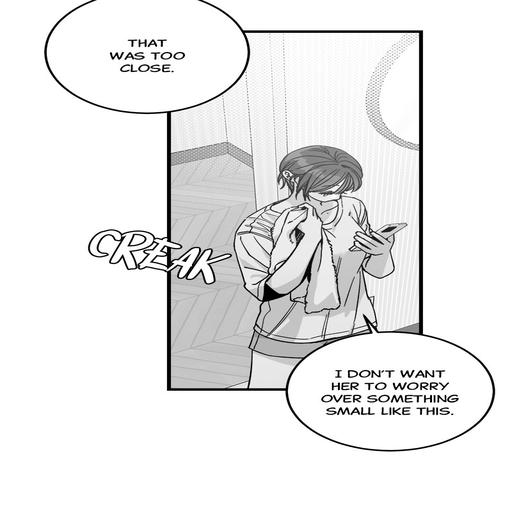 THAT
WAS TOO
CLOSE.
CREAK
I DON'T WANT
HER TO WORRY
OVER SOMETHING
SMALL LIKE THIS.